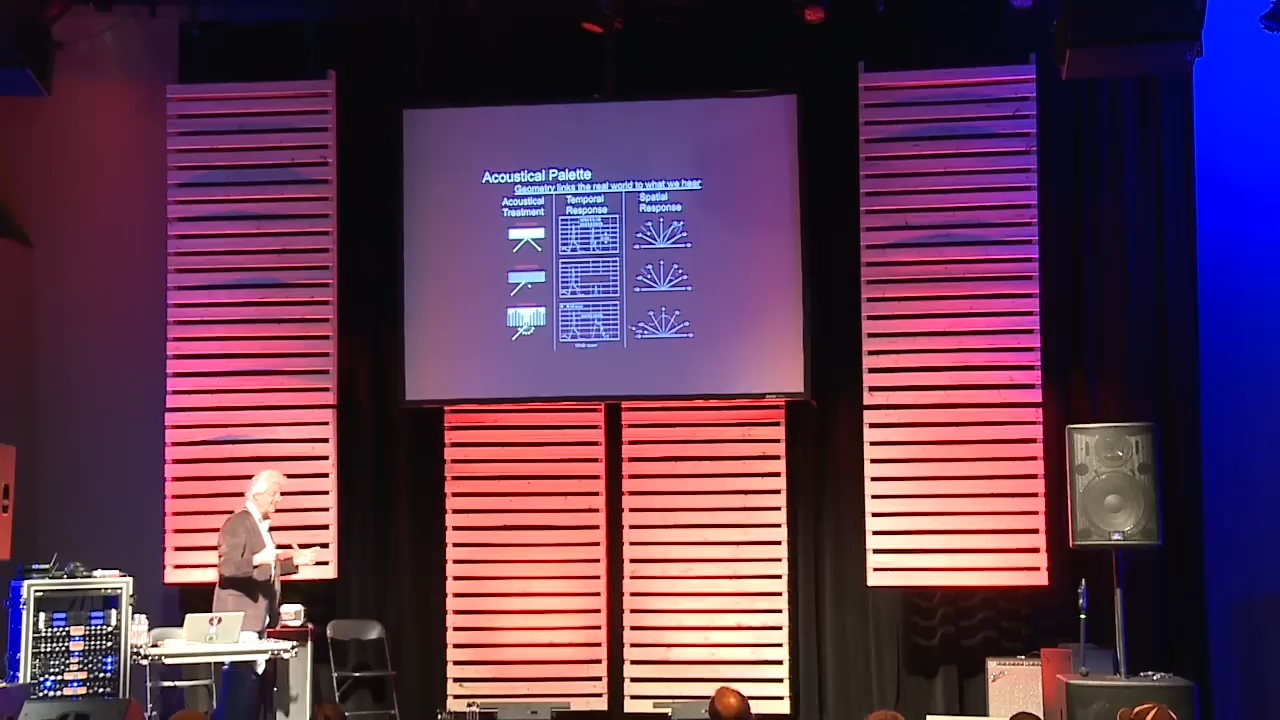 Acoustical Palette
Geometry links the real world to what we hear
Acoustical Treatment
Temporal Response
Spatial Response